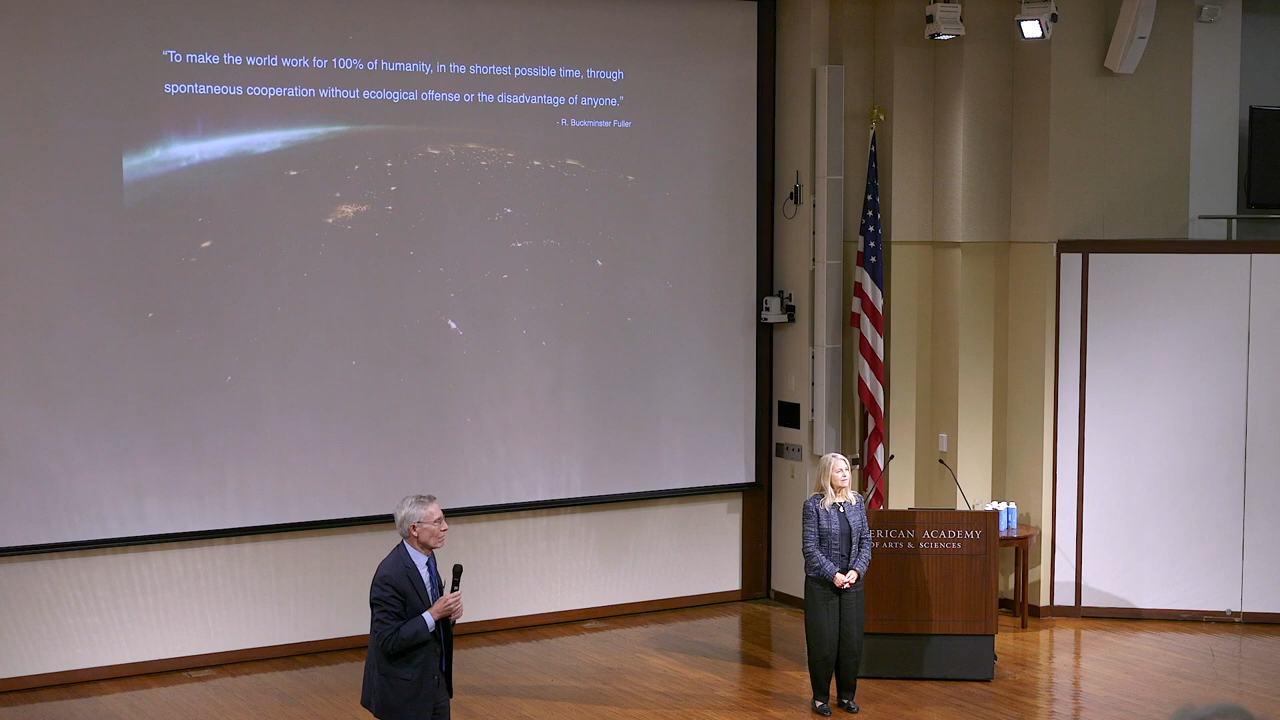 “To make the world work for 100% of humanity, in the shortest possible time, through
spontaneous cooperation without ecological offense or the disadvantage of anyone.”
- R. Buckminster Fuller
ERICAN ACADEMY
OF ARTS & SCIENCES